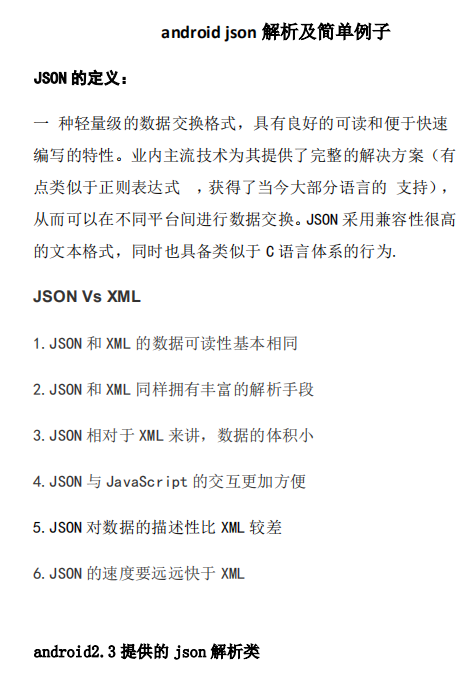 android json 解析及简单例子
JSON 的定义：
一 种轻量级的数据交换格式，具有良好的可读和便于快速
编写的特性。业内主流技术为其提供了完整的解决方案（有
点类似于正则表达式 ，获得了当今大部分语言的 支持），
从而可以在不同平台间进行数据交换。JSON 采用兼容性很高
的文本格式，同时也具备类似于 C 语言体系的行为.
JSON Vs XML
1.JSON 和 XML 的数据可读性基本相同
2.JSON 和 XML 同样拥有丰富的解析手段
3.JSON 相对于 XML 来讲，数据的体积小
4.JSON 与 JavaScript 的交互更加方便
5.JSON 对数据的描述性比 XML 较差
6.JSON 的速度要远远快于 XML
android2.3 提供的 json 解析类